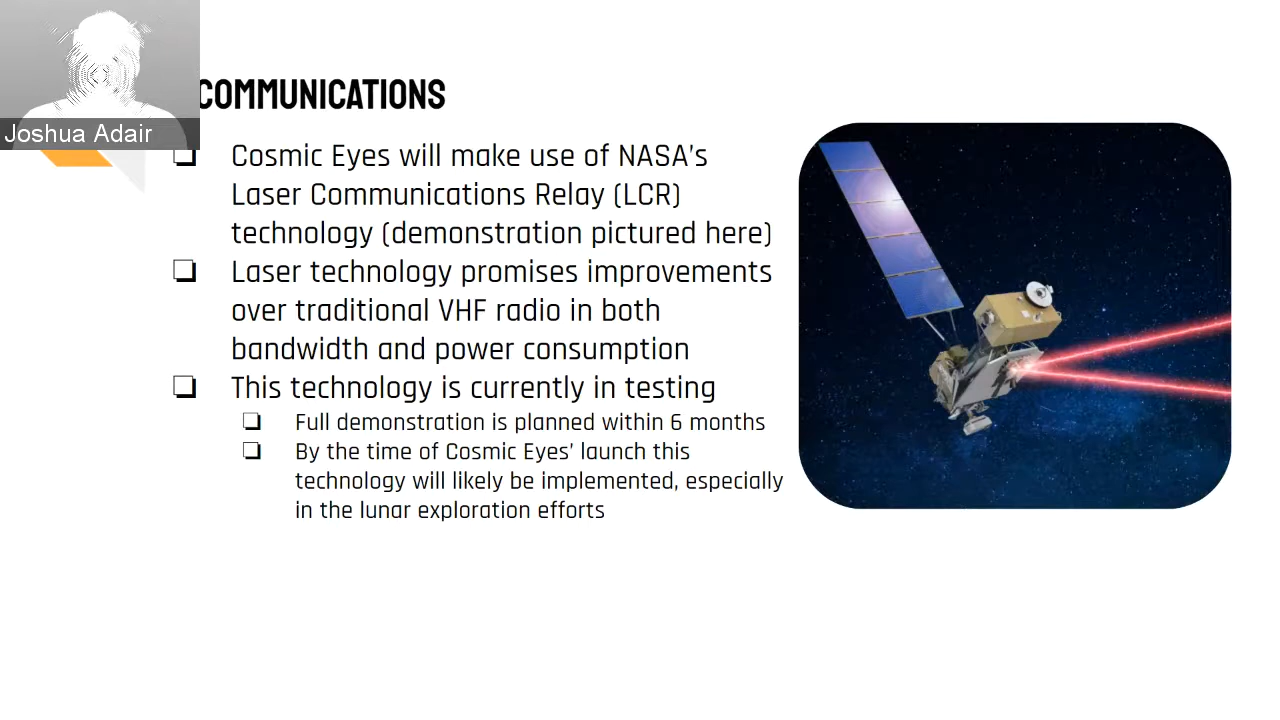 COMMUNICATIONS
Joshua Adair
Cosmic Eyes will make use of NASA's
Laser Communications Relay (LCR)
technology (demonstration pictured here)
Laser technology promises improvements
over traditional VHF radio in both
bandwidth and power consumption
This technology is currently in testing
Full demonstration is planned within 6 months
By the time of Cosmic Eyes' launch this
technology will likely be implemented, especially
in the lunar exploration efforts